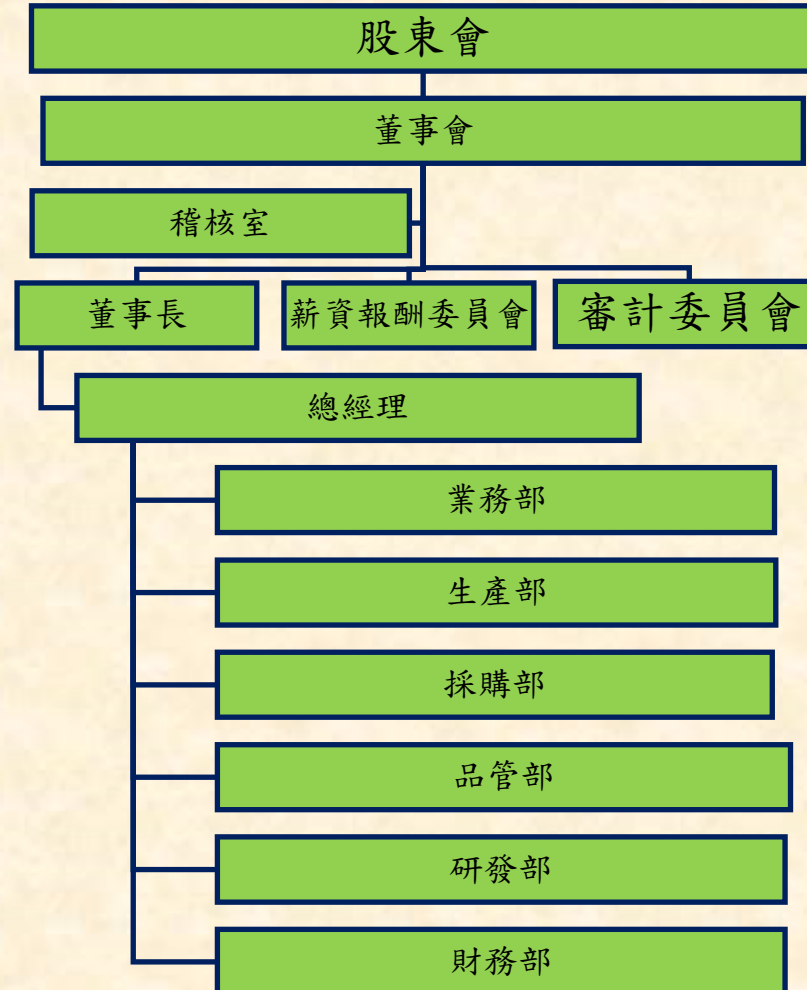 股東會
董事會
稽核室
董事長
薪資報酬委員會
審計委員會
總經理
業務部
生產部
採購部
品管部
研發部
財務部